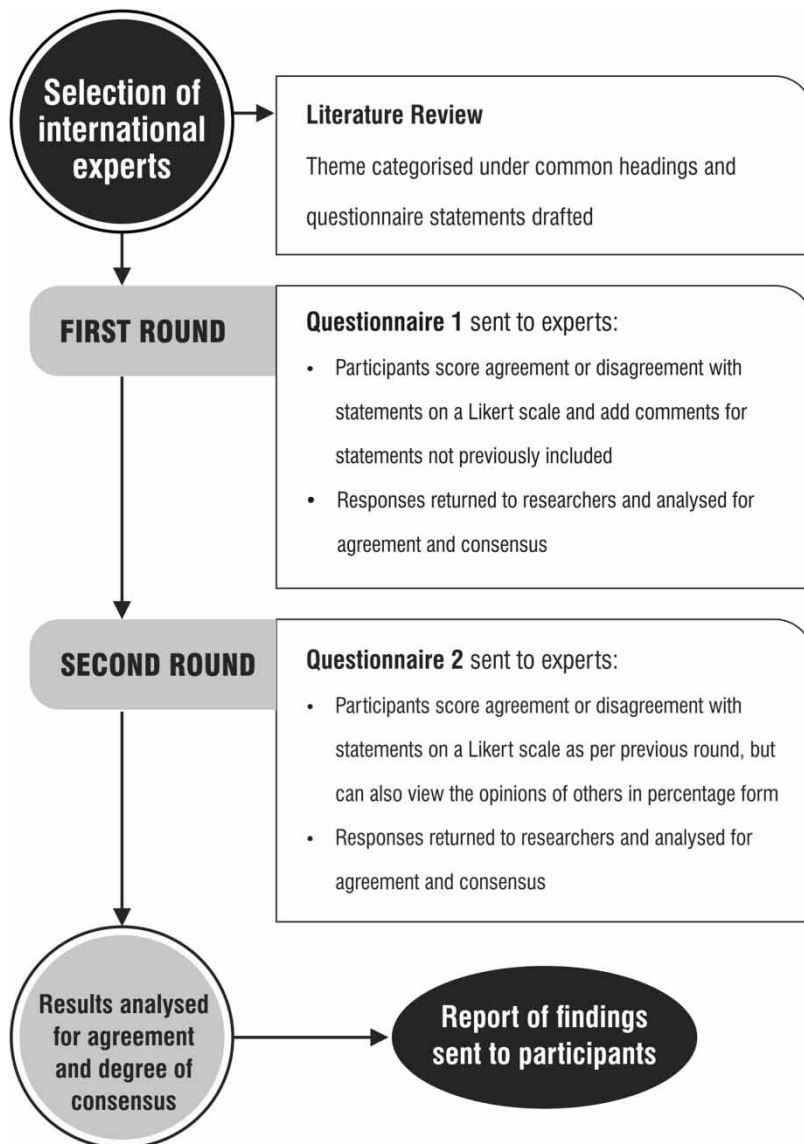 Selection of
international
experts
Literature Review
Theme categorised under common headings and
questionnaire statements drafted
FIRST ROUND
Questionnaire 1 sent to experts:
• Participants score agreement or disagreement with
statements on a Likert scale and add comments for
statements not previously included
• Responses returned to researchers and analysed for
agreement and consensus
SECOND ROUND
Questionnaire 2 sent to experts:
• Participants score agreement or disagreement with
statements on a Likert scale as per previous round, but
can also view the opinions of others in percentage form
• Responses returned to researchers and analysed for
agreement and consensus
Results analysed
for agreement
and degree of
consensus
Report of findings
sent to participants